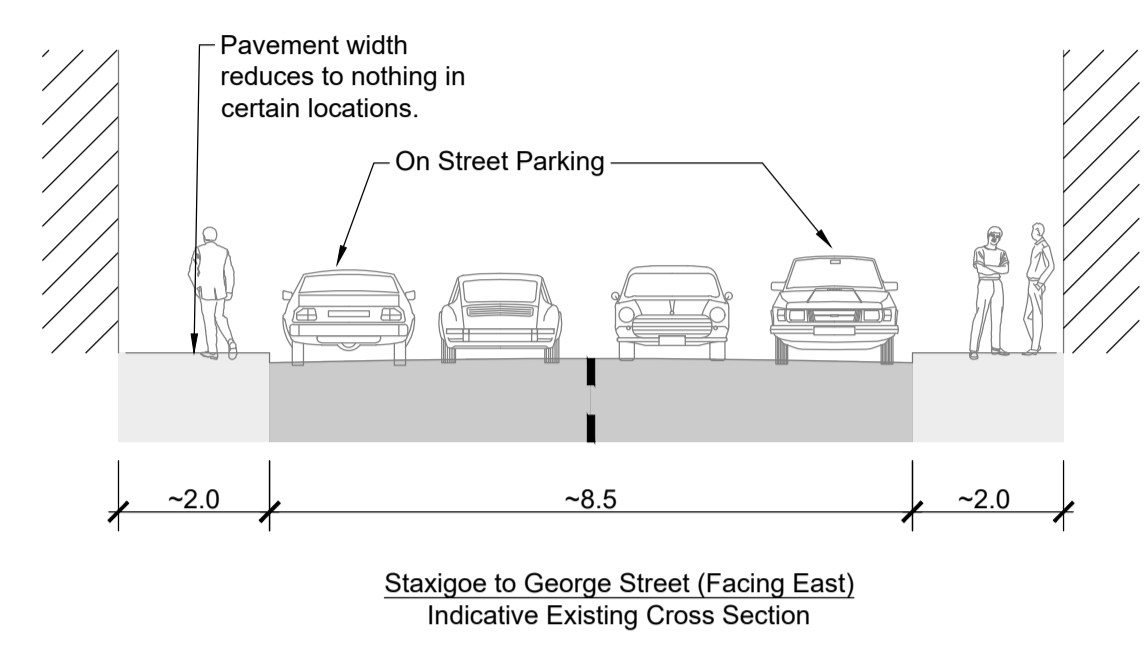 Pavement width
reduces to nothing in
certain locations.
On Street Parking
~2.0
~8.5
~2.0
Staxigoe to George Street (Facing East)
Indicative Existing Cross Section